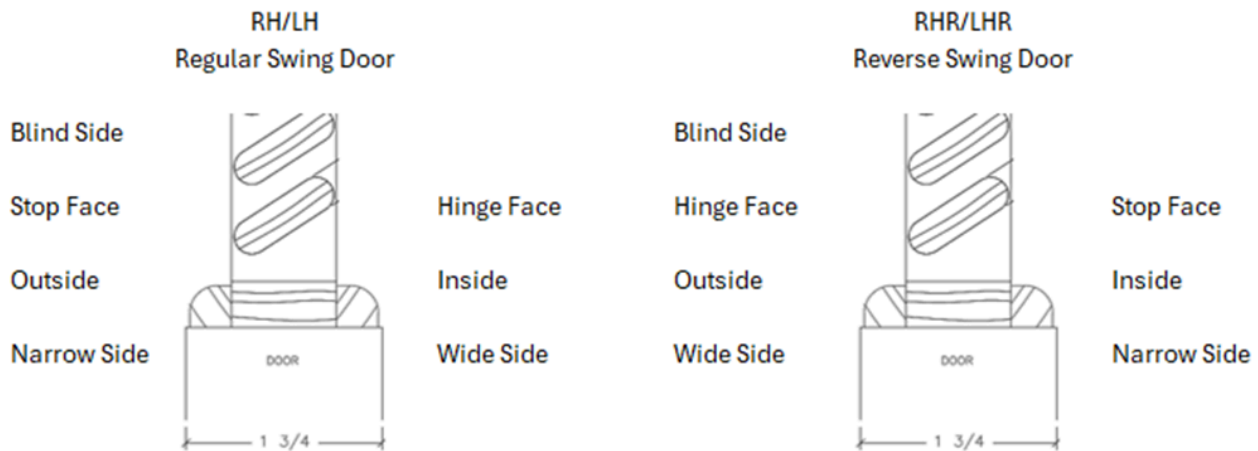 RH/LH
Regular Swing Door
Blind Side
Stop Face
Hinge Face
Outside
Inside
Narrow Side
DOOR
Wide Side
1 3/4
RHR/LHR
Reverse Swing Door
Blind Side
Hinge Face
Stop Face
Outside
Inside
Wide Side
DOOR
Narrow Side
1 3/4